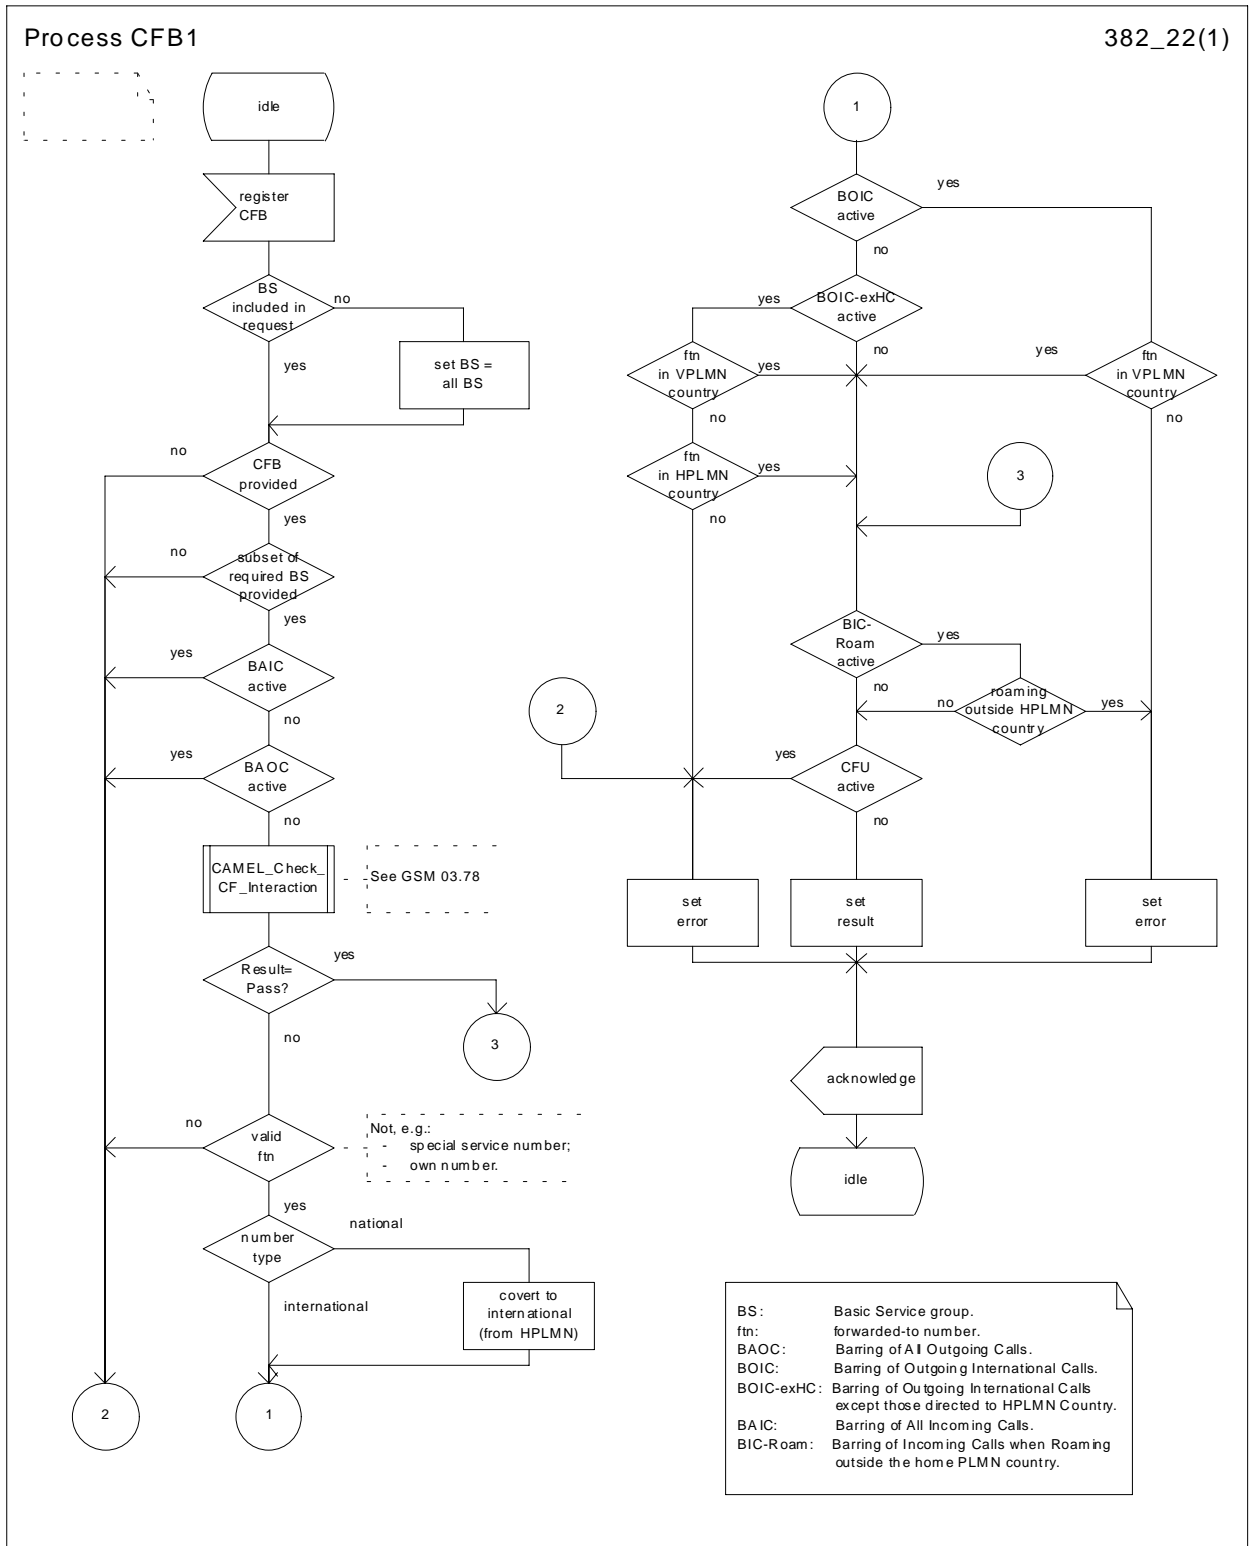 Process CFB1
382_22(1)
idle
register
CFB
BS
included in
request
no
yes
set BS =
all BS
no
CFB
provided
yes
no
subset of
required BS
provided
yes
yes
BAIC
active
no
yes
BAOC
active
no
CAMEL_Check_
CF_Interaction
See GSM 03.78
Result=
Pass?
yes
no
3
no
valid
ftn
Not, e.g.:
- special service number;
- own number.
yes
number
type
national
international
covert to
international
(from HPLMN)
2
1
1
BOIC
active
yes
no
yes
BOIC-exHC
active
no
ftn
in VPLMN
country
yes
no
yes
ftn
in VPLMN
country
no
ftn
in HPLMN
country
yes
no
3
BIC-
Roam
active
yes
no
no
roaming
outside HPLMN
country
yes
2
yes
CFU
active
no
set
error
set
result
set
error
acknowledge
idle
BS: Basic Service group.
ftn: forwarded-to number.
BAOC: Barring of All Outgoing Calls.
BOIC: Barring of Outgoing International Calls.
BOIC-exHC: Barring of Outgoing International Calls
except those directed to HPLMN Country.
BAIC: Barring of All Incoming Calls.
BIC-Roam: Barring of Incoming Calls when Roaming
outside the home PLMN country.